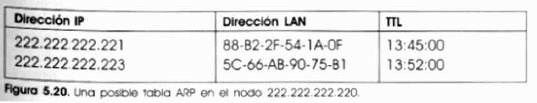 Dirección IP Dirección LAN TTL
222.222.222.221 88-B2-2F-54-1A-0F 13:45:00
222.222.222.223 5C-66-AB-90-75-B1 13:52:00
Figura 5.20. Una posible tabla ARP en el nodo 222.222.222.220.